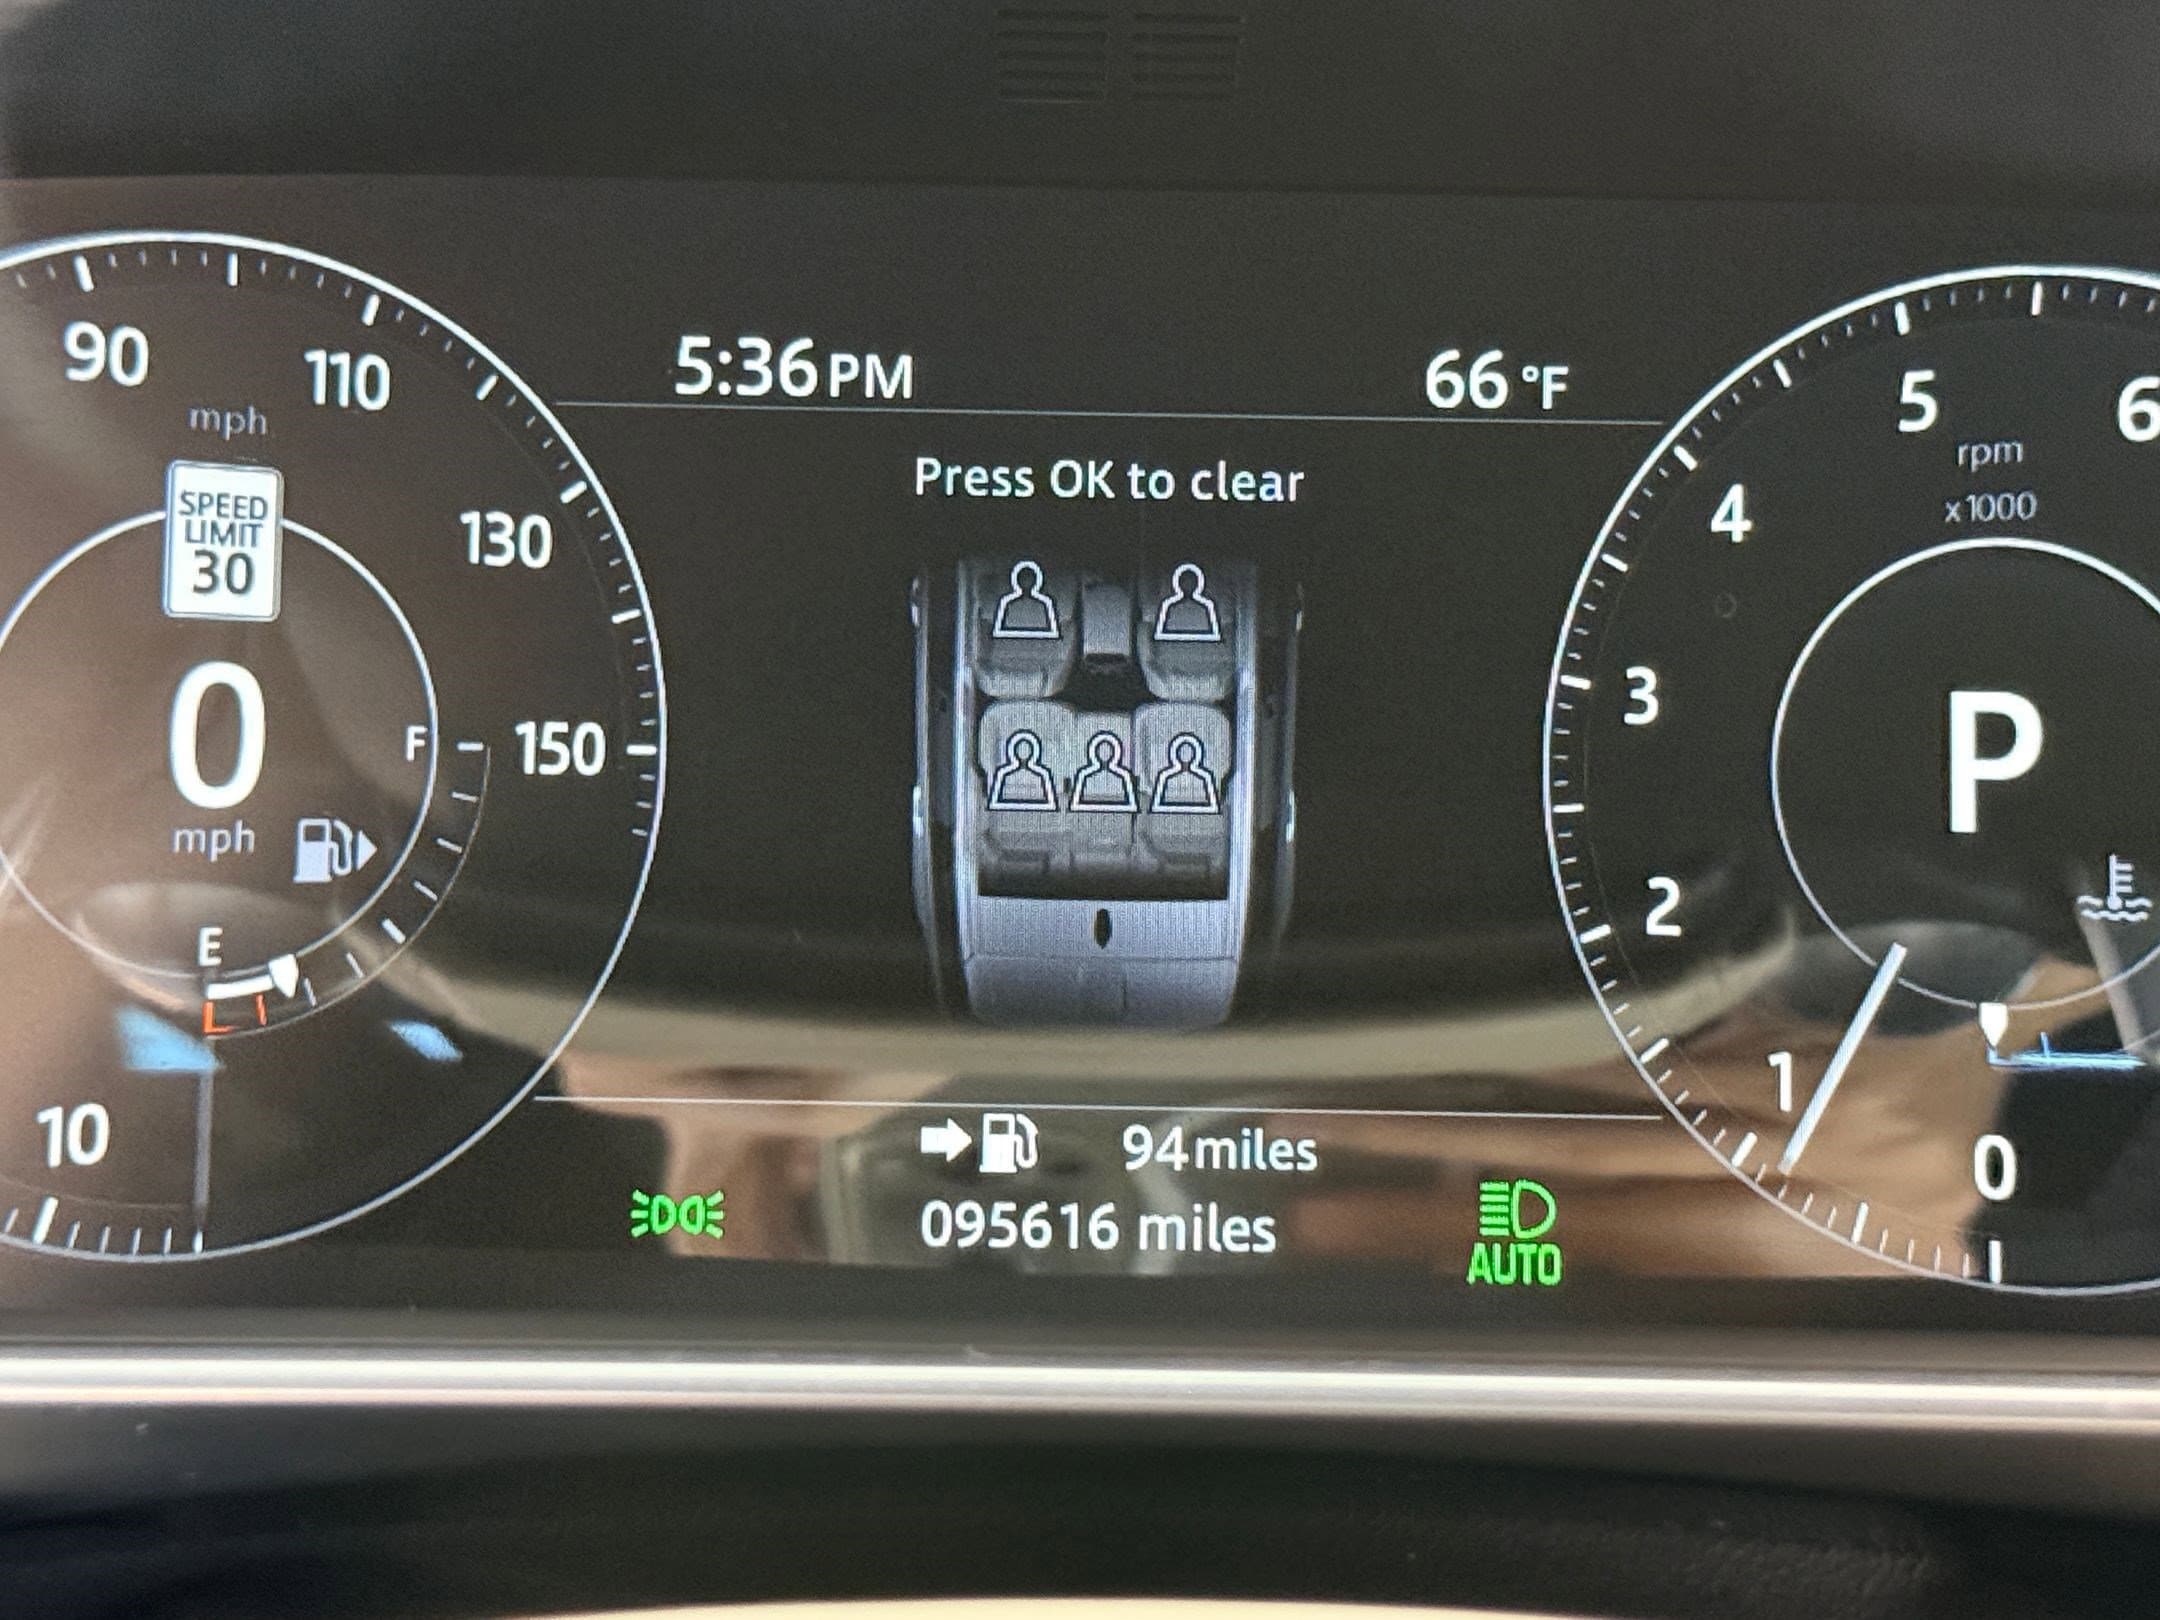 5:36 PM
66 °F
Press OK to clear
90
110
130
150
10
mph
SPEED
LIMIT
30
0
mph
F
E
94 miles
095616 miles
AUTO
6
5
4
3
2
1
0
rpm
x1000
P